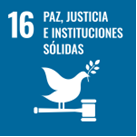 16 PAZ, JUSTICIA
E INSTITUCIONES
SÓLIDAS